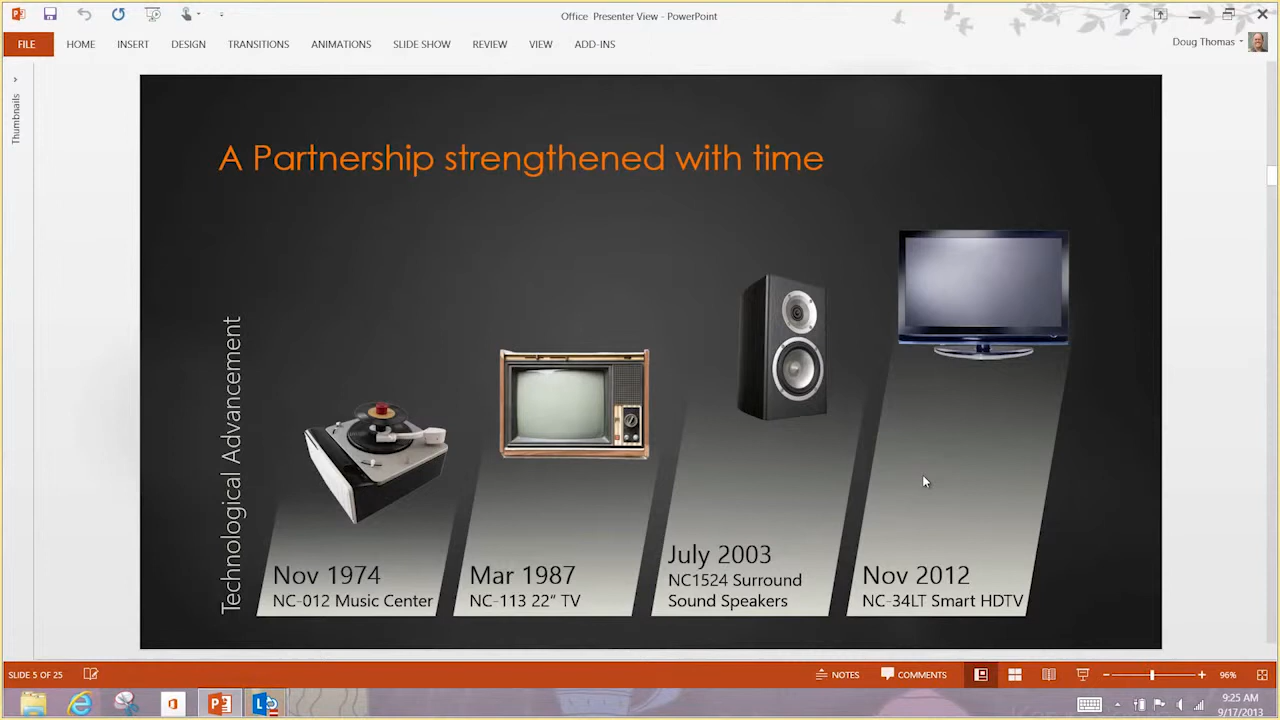 Office Presenter View - PowerPoint
?
FILE HOME INSERT DESIGN TRANSITIONS ANIMATIONS SLIDE SHOW REVIEW VIEW ADD-INS
Doug Thomas
Thumbnails
A Partnership strengthened with time
Technological Advancement
Nov 1974
NC-012 Music Center
Mar 1987
NC-113 22” TV
July 2003
NC1524 Surround
Sound Speakers
Nov 2012
NC-34LT Smart HDTV
SLIDE 5 OF 25
NOTES
COMMENTS
96%
9:25 AM
9/17/2013